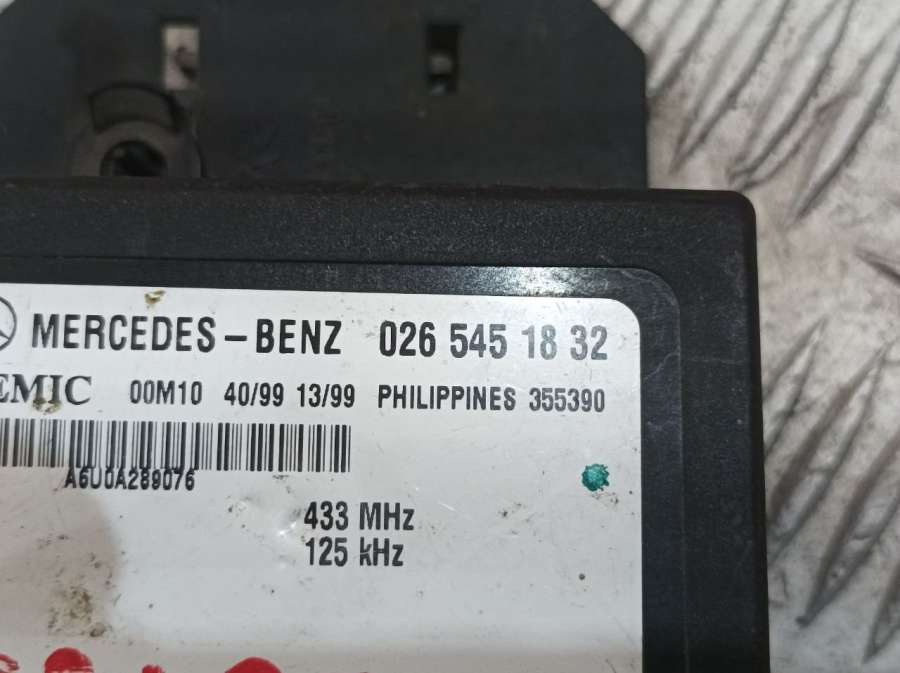 MERCEDES-BENZ 026 545 18 32
EMIC 00M10 40/99 13/99 PHILIPPINES 355390
A6U0A289076
433 MHz
125 kHz